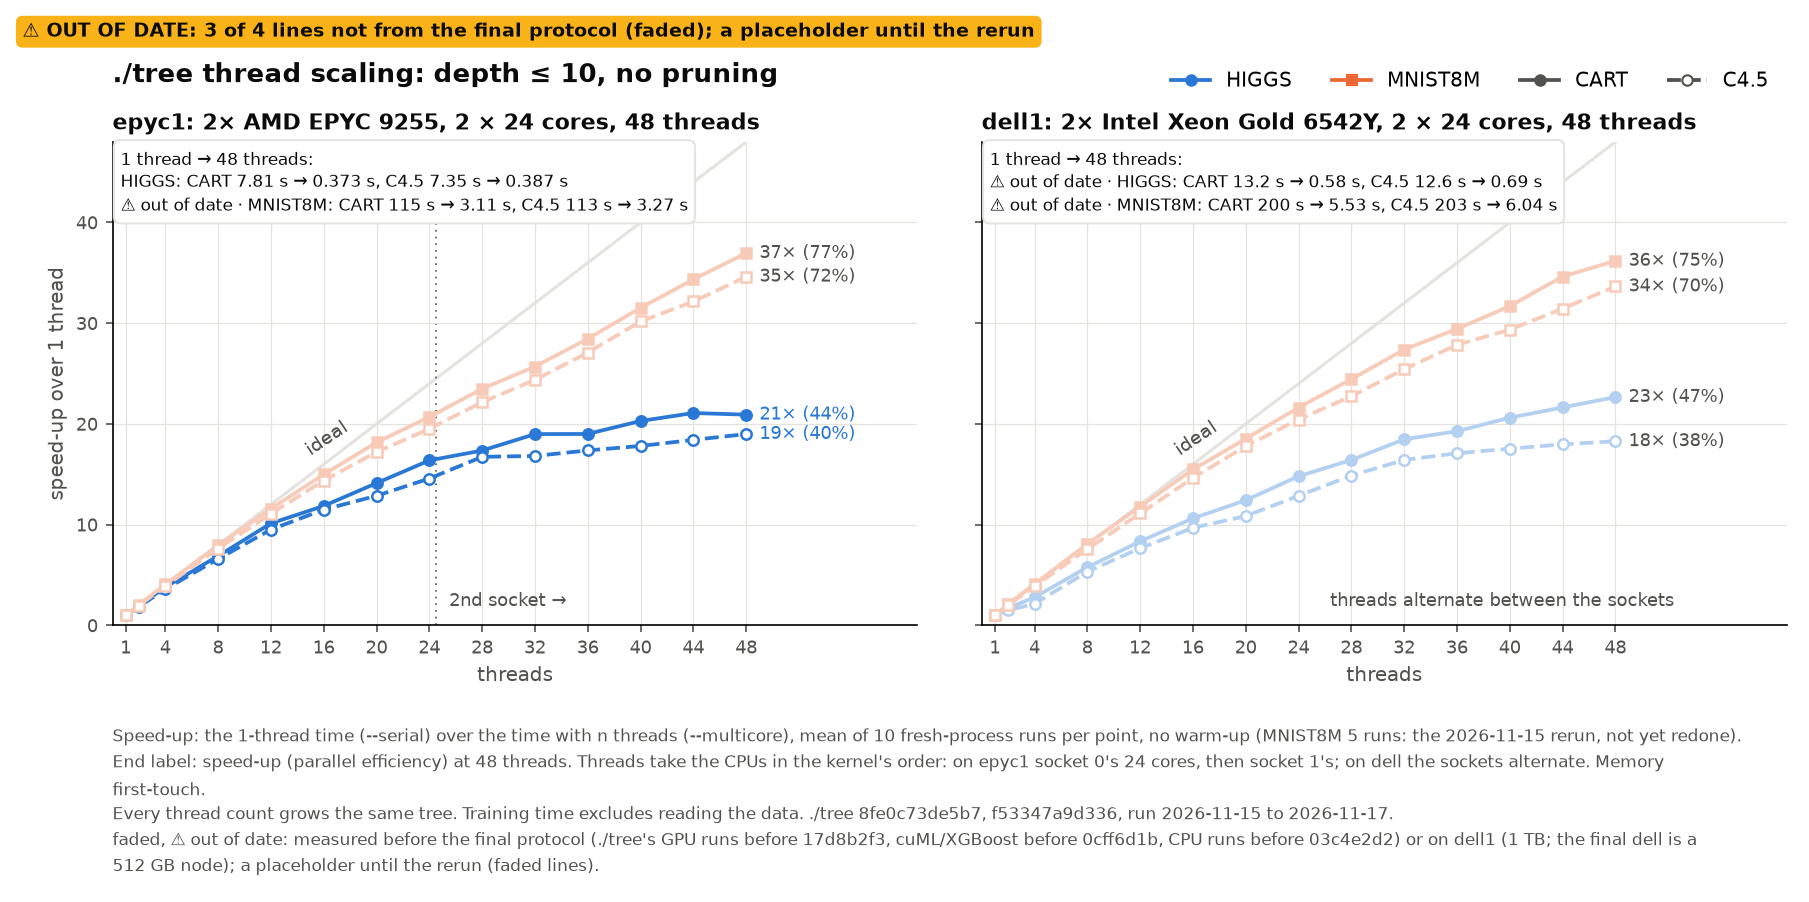 ⚠ OUT OF DATE: 3 of 4 lines not from the final protocol (faded); a placeholder until the rerun
./tree thread scaling: depth ≤ 10, no pruning
HIGGS MNIST8M CART C4.5
epyc1: 2× AMD EPYC 9255, 2 × 24 cores, 48 threads
1 thread → 48 threads:
HIGGS: CART 7.81 s → 0.373 s, C4.5 7.35 s → 0.387 s
⚠ out of date · MNIST8M: CART 115 s → 3.11 s, C4.5 113 s → 3.27 s
speed-up over 1 thread
40
30
20
10
0
ideal
37× (77%)
35× (72%)
21× (44%)
19× (40%)
2nd socket →
1 4 8 12 16 20 24 28 32 36 40 44 48
threads
dell1: 2× Intel Xeon Gold 6542Y, 2 × 24 cores, 48 threads
1 thread → 48 threads:
⚠ out of date · HIGGS: CART 13.2 s → 0.58 s, C4.5 12.6 s → 0.69 s
⚠ out of date · MNIST8M: CART 200 s → 5.53 s, C4.5 203 s → 6.04 s
ideal
36× (75%)
34× (70%)
23× (47%)
18× (38%)
threads alternate between the sockets
1 4 8 12 16 20 24 28 32 36 40 44 48
threads
Speed-up: the 1-thread time (--serial) over the time with n threads (--multicore), mean of 10 fresh-process runs per point, no warm-up (MNIST8M 5 runs: the 2026-11-15 rerun, not yet redone).
End label: speed-up (parallel efficiency) at 48 threads. Threads take the CPUs in the kernel's order: on epyc1 socket 0's 24 cores, then socket 1's; on dell the sockets alternate. Memory
first-touch.
Every thread count grows the same tree. Training time excludes reading the data. ./tree 8fe0c73de5b7, f53347a9d336, run 2026-11-15 to 2026-11-17.
faded, ⚠ out of date: measured before the final protocol (./tree's GPU runs before 17d8b2f3, cuML/XGBoost before 0cff6d1b, CPU runs before 03c4e2d2) or on dell1 (1 TB; the final dell is a
512 GB node); a placeholder until the rerun (faded lines).